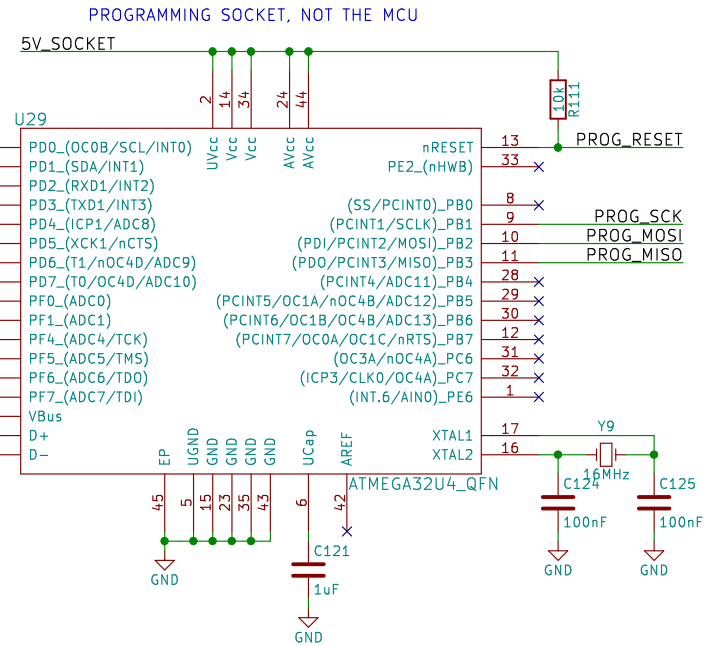 PROGRAMMING SOCKET, NOT THE MCU
5V_SOCKET
2
14
34
24
44
10k
R111
U29
UVcc
Vcc
Vcc
AVcc
AVcc
PD0_(OC0B/SCL/INT0)
PD1_(SDA/INT1)
PD2_(RXD1/INT2)
PD3_(TXD1/INT3)
PD4_(ICP1/ADC8)
PD5_(XCK1/nCTS)
PD6_(T1/nOC4D/ADC9)
PD7_(T0/OC4D/ADC10)
PF0_(ADC0)
PF1_(ADC1)
PF4_(ADC4/TCK)
PF5_(ADC5/TMS)
PF6_(ADC6/TDO)
PF7_(ADC7/TDI)
VBus
D+
D-
nRESET 13 PROG_RESET
PE2_(nHWB) 33
(SS/PCINT0)_PB0 8
(PCINT1/SCLK)_PB1 9 PROG_SCK
(PDI/PCINT2/MOSI)_PB2 10 PROG_MOSI
(PDO/PCINT3/MISO)_PB3 11 PROG_MISO
(PCINT4/ADC11)_PB4 28
(PCINT5/OC1A/nOC4B/ADC12)_PB5 29
(PCINT6/OC1B/OC4B/ADC13)_PB6 30
(PCINT7/OC0A/OC1C/nRTS)_PB7 12
(OC3A/nOC4A)_PC6 31
(ICP3/CLK0/OC4A)_PC7 32
(INT.6/AIN0)_PE6 1
XTAL1 17
XTAL2 16
Y9
16MHz
EP
UGND
GND
GND
GND
GND
UCap
AREF
ATMEGA32U4_QFN
45
5
15
23
35
43
6
42
C124
100nF
C125
100nF
GND
GND
GND
C121
1uF
GND